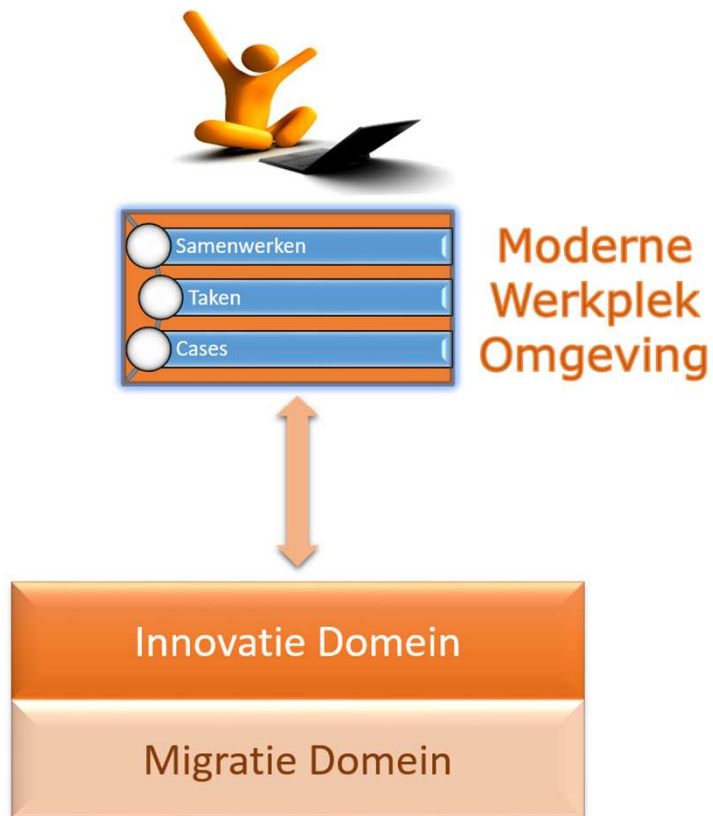 Samenwerken
Taken
Cases
Moderne
Werkplek
Omgeving
Innovatie Domein
Migratie Domein